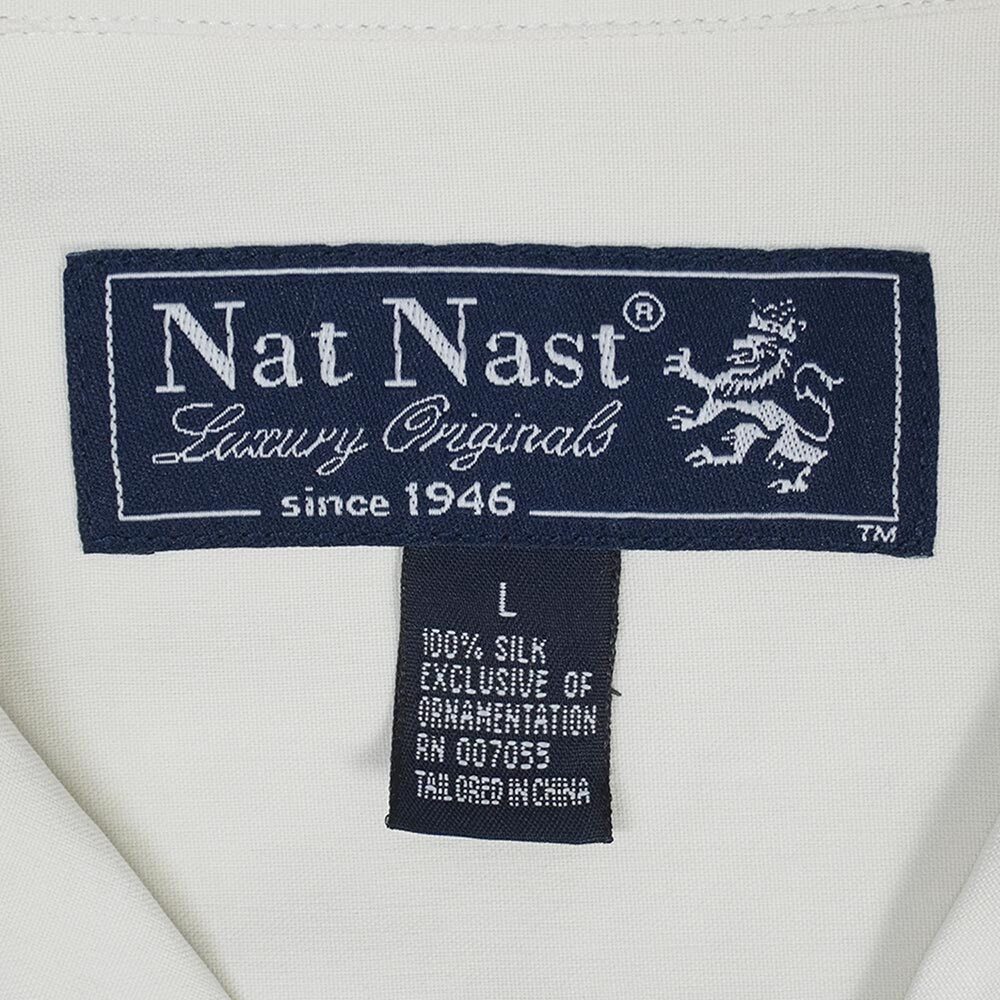 Nat Nast®
Luxury Originals
since 1946
TM
L
100% SILK
EXCLUSIVE OF
ORNAMENTATION
RN 007055
TAILORED IN CHINA